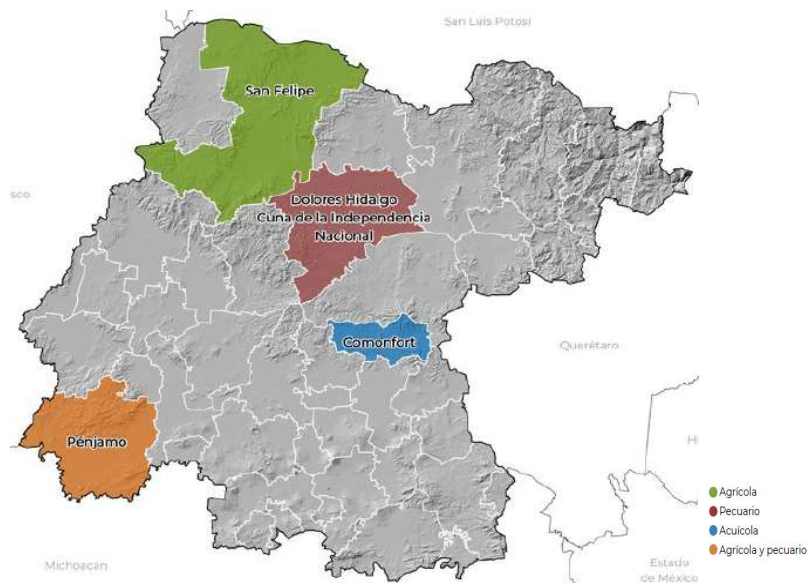 San Luis Potosí
San Felipe
sco
Dolores Hidalgo
Cuna de la Independencia
Nacional
Comonfort
Querétaro
Pénjamo
Hi
Agrícola
Pecuario
Acuícola
Agrícola y pecuario
Michoacán
Estado
de México